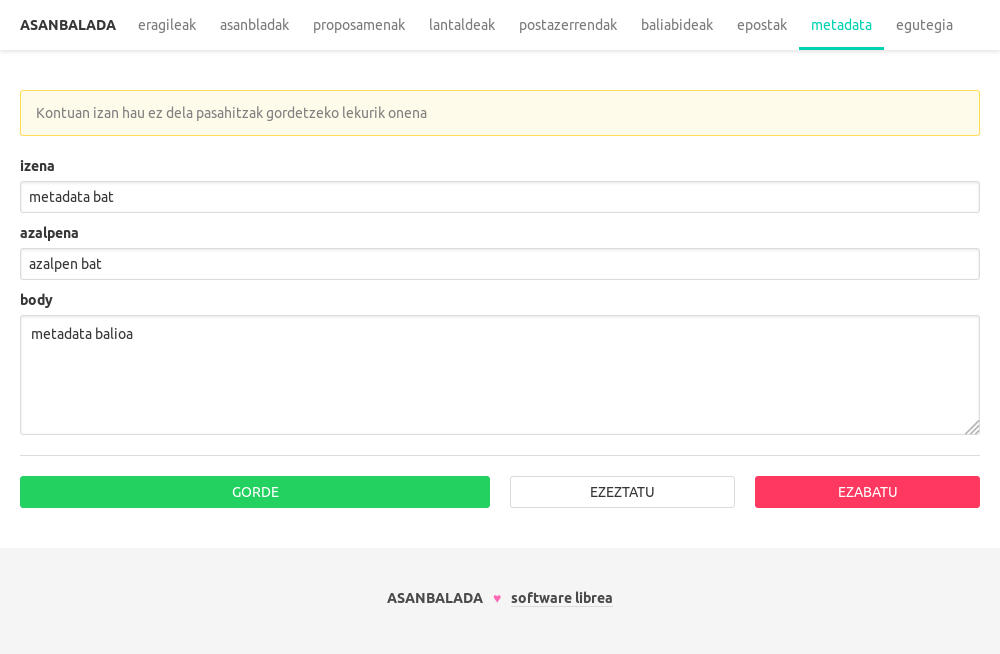 ASANBALADA eragileak asanbladak proposamenak lantaldeak postazerrendak baliabideak epostak metadata egutegia
Kontuan izan hau ez dela pasahitzak gordetzeko lekurik onena
izena
metadata bat
azalpena
azalpen bat
body
metadata balioa
GORDE EZEZTATU EZABATU
ASANBALADA ♥ software librea